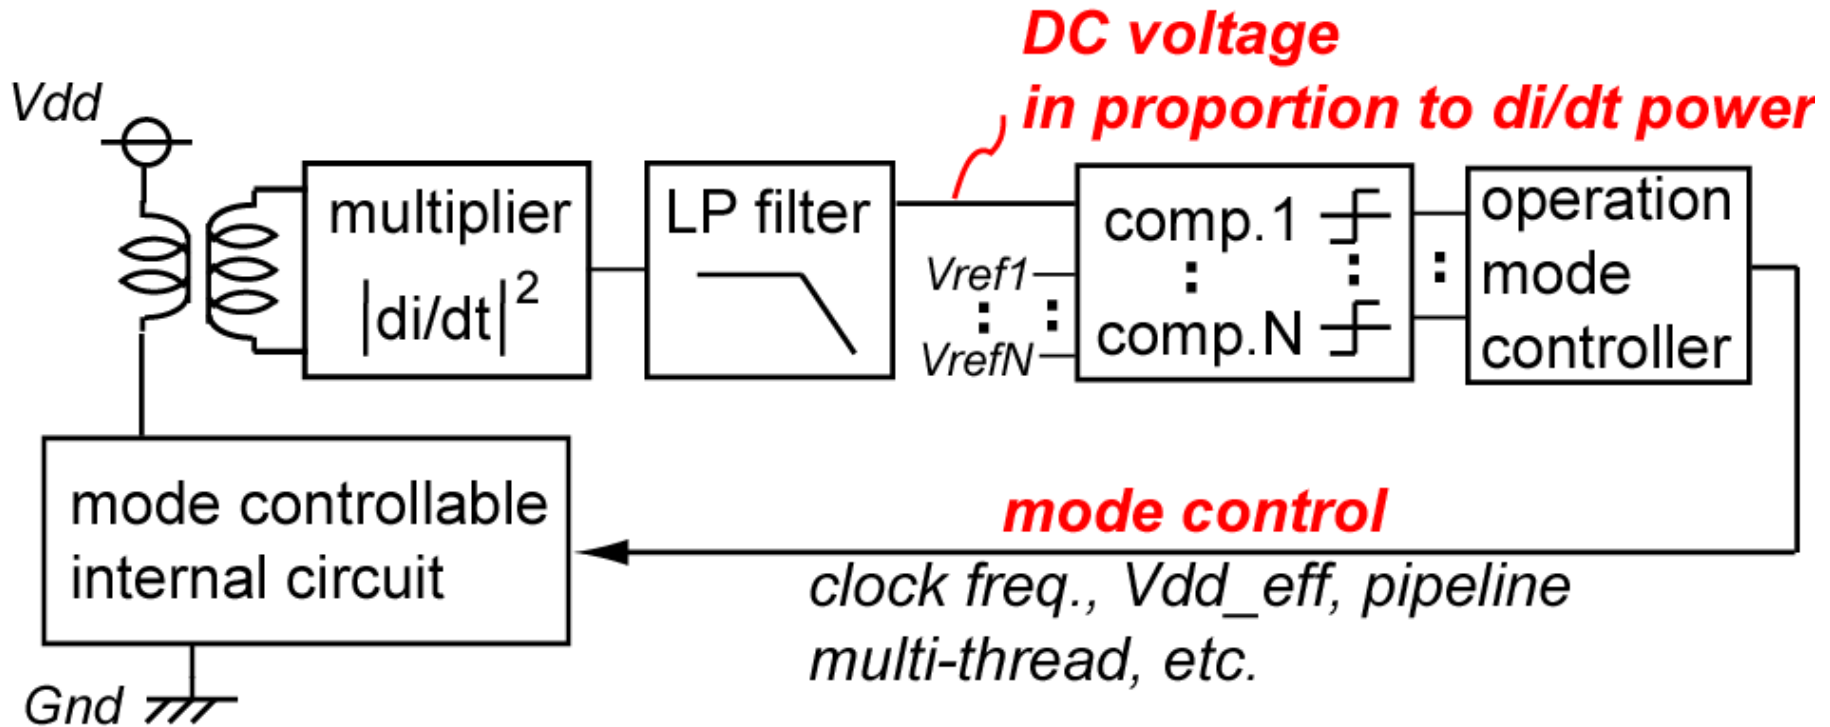 DC voltage
in proportion to di/dt power
Vdd
multiplier
|di/dt|²
LP filter
Vref1
VrefN
comp.1
comp.N
operation
mode
controller
mode controllable
internal circuit
mode control
clock freq., Vdd_eff, pipeline
multi-thread, etc.
Gnd